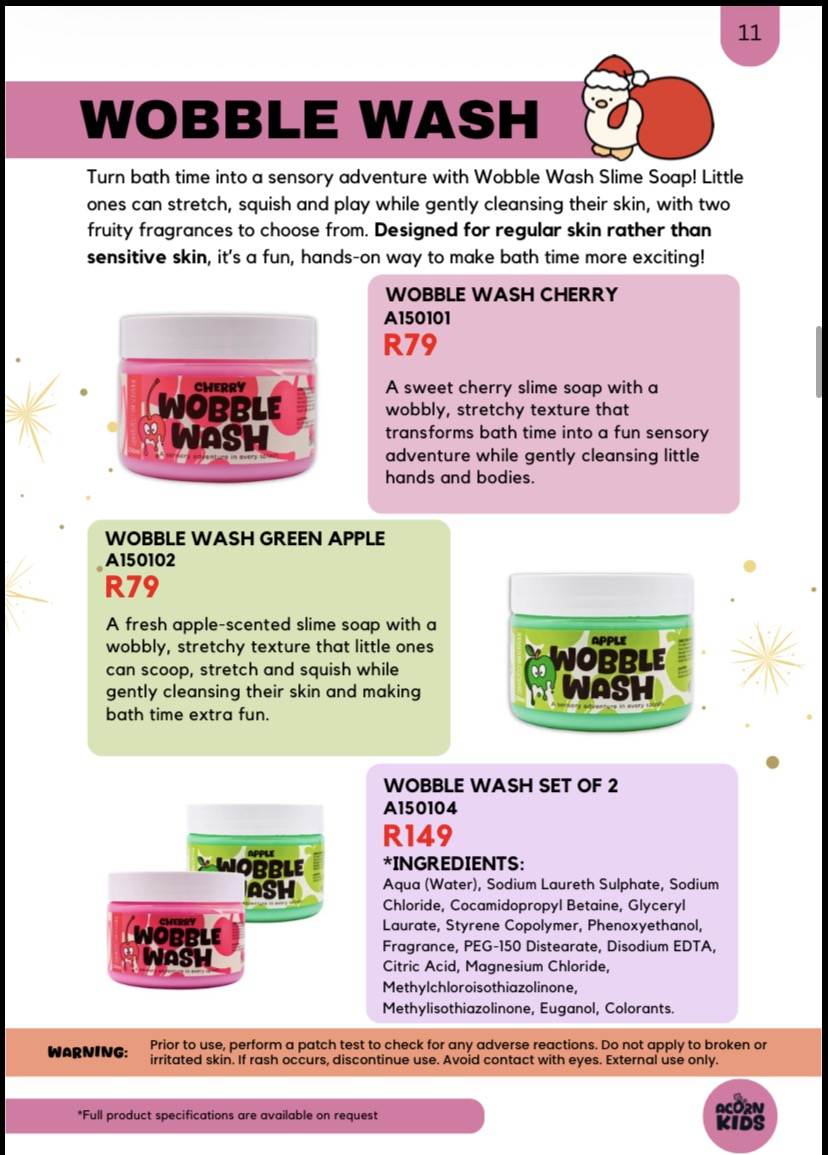 11
WOBBLE WASH
Turn bath time into a sensory adventure with Wobble Wash Slime Soap! Little
ones can stretch, squish and play while gently cleansing their skin, with two
fruity fragrances to choose from. Designed for regular skin rather than
sensitive skin, it's a fun, hands-on way to make bath time more exciting!
WOBBLE WASH CHERRY
A150101
R79
A sweet cherry slime soap with a
wobbly, stretchy texture that
transforms bath time into a fun sensory
adventure while gently cleansing little
hands and bodies.
CHERRY
WOBBLE
WASH
A sensory adventure in every
WOBBLE WASH GREEN APPLE
A150102
R79
A fresh apple-scented slime soap with a
wobbly, stretchy texture that little ones
can scoop, stretch and squish while
gently cleansing their skin and making
bath time extra fun.
APPLE
WOBBLE
WASH
A sensory adventure in every
WOBBLE WASH SET OF 2
A150104
R149
*INGREDIENTS:
Aqua (Water), Sodium Laureth Sulphate, Sodium
Chloride, Cocamidopropyl Betaine, Glyceryl
Laurate, Styrene Copolymer, Phenoxyethanol,
Fragrance, PEG-150 Distearate, Disodium EDTA,
Citric Acid, Magnesium Chloride,
Methylchloroisothiazolinone,
Methylisothiazolinone, Euganol, Colorants.
APPLE
WOBBLE
WASH
CHERRY
WOBBLE
WASH
WARNING:
Prior to use, perform a patch test to check for any adverse reactions. Do not apply to broken or
irritated skin. If rash occurs, discontinue use. Avoid contact with eyes. External use only.
*Full product specifications are available on request
ACORN
KIDS